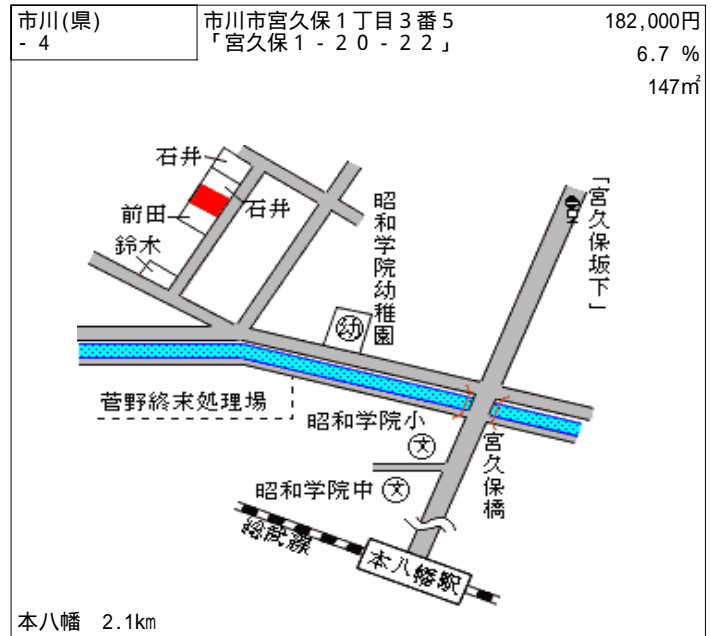 市川(県)
- 4
市川市宮久保1丁目3番5
「宮久保1-20-22」
182,000円
6.7 %
147㎡
石井
石井
前田
鈴木
昭和学院幼稚園
幼
「宮久保坂下」
菅野終末処理場
昭和学院小
文
昭和学院中
文
宮久保橋
総武線
本八幡駅
本八幡 2.1km